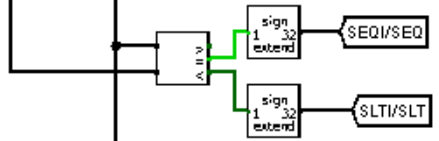 sign
1 32
extend
SEQI/SEQ
>
=
<
sign
1 32
extend
SLTI/SLT